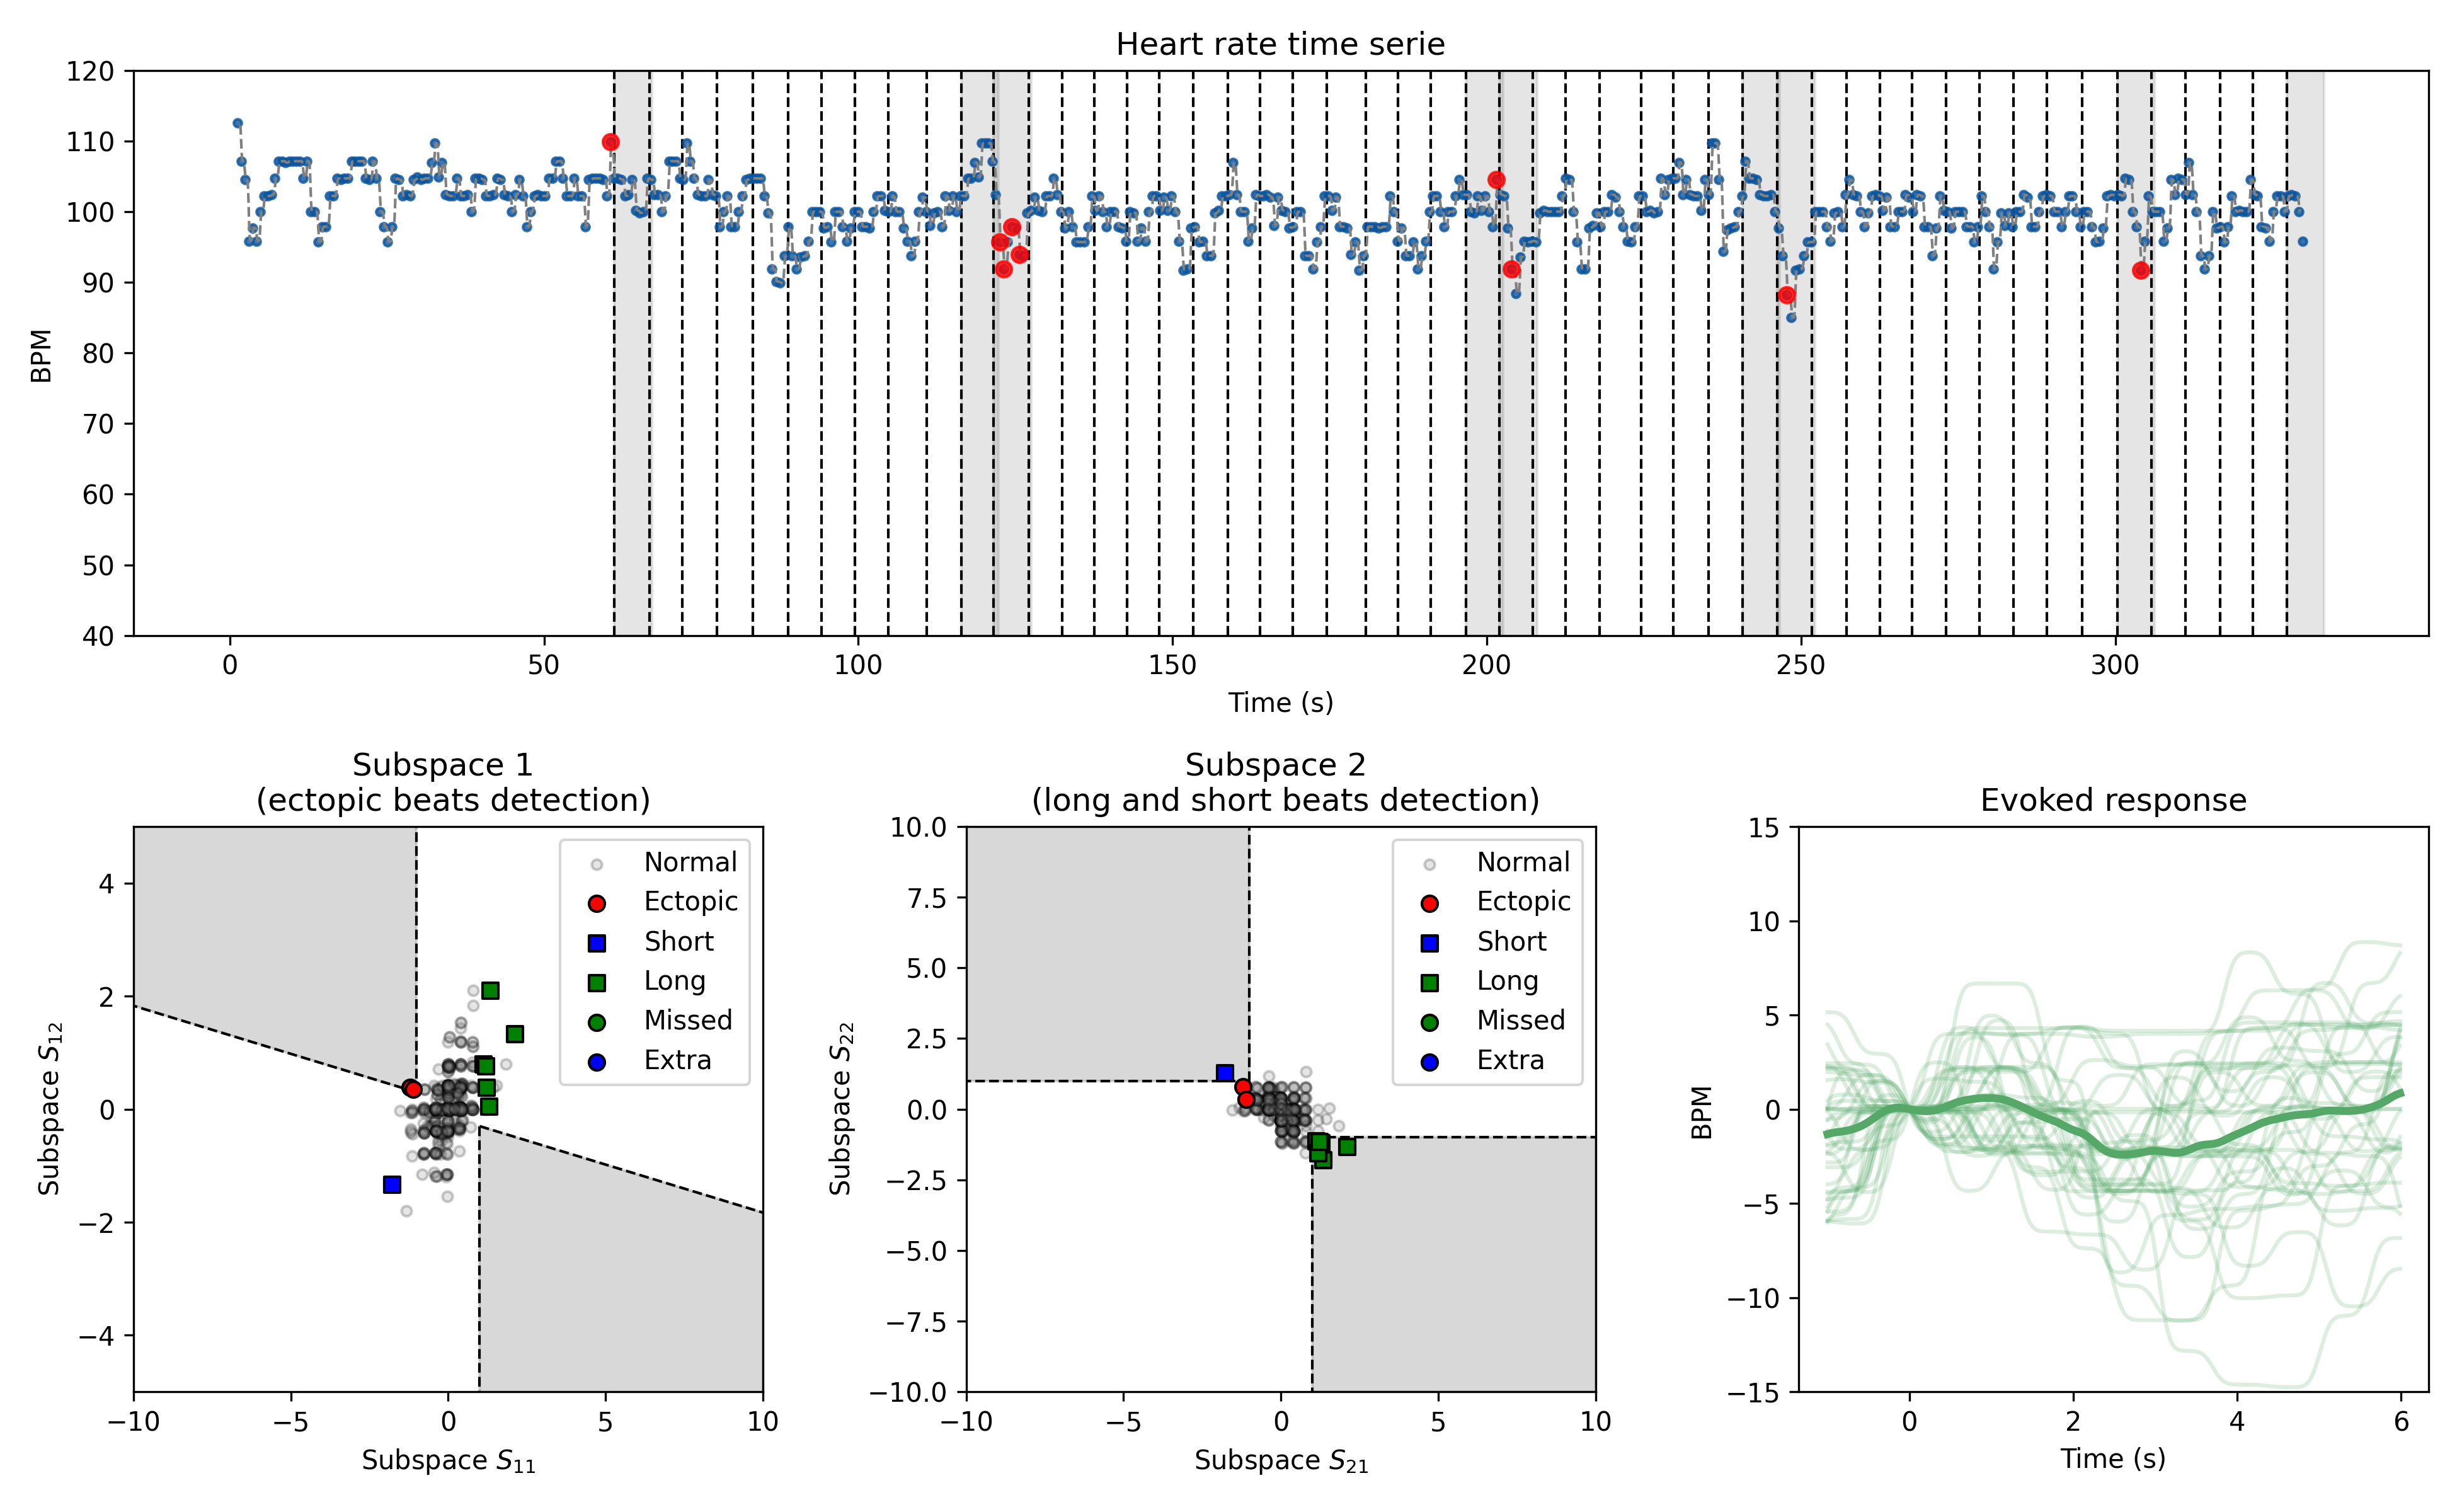 Heart rate time serie
120
110
100
90
80
70
60
50
40
BPM
0 50 100 150 200 250 300
Time (s)
Subspace 1
(ectopic beats detection)
4
2
0
−2
−4
Subspace S12
−10 −5 0 5 10
Subspace S11
Normal
Ectopic
Short
Long
Missed
Extra
Subspace 2
(long and short beats detection)
10.0
7.5
5.0
2.5
0.0
−2.5
−5.0
−7.5
−10.0
Subspace S22
−10 −5 0 5 10
Subspace S21
Normal
Ectopic
Short
Long
Missed
Extra
Evoked response
15
10
5
0
−5
−10
−15
BPM
0 2 4 6
Time (s)